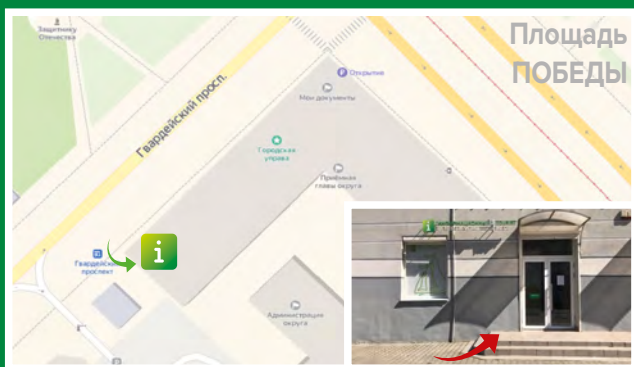 Площадь
ПОБЕДЫ
Защитнику
Отечества
Гвардейский просп.
Открытие
Мои документы
Городская
управа
Приёмная
главы округа
Гвардейский
проспект
i
Администрация
округа
i